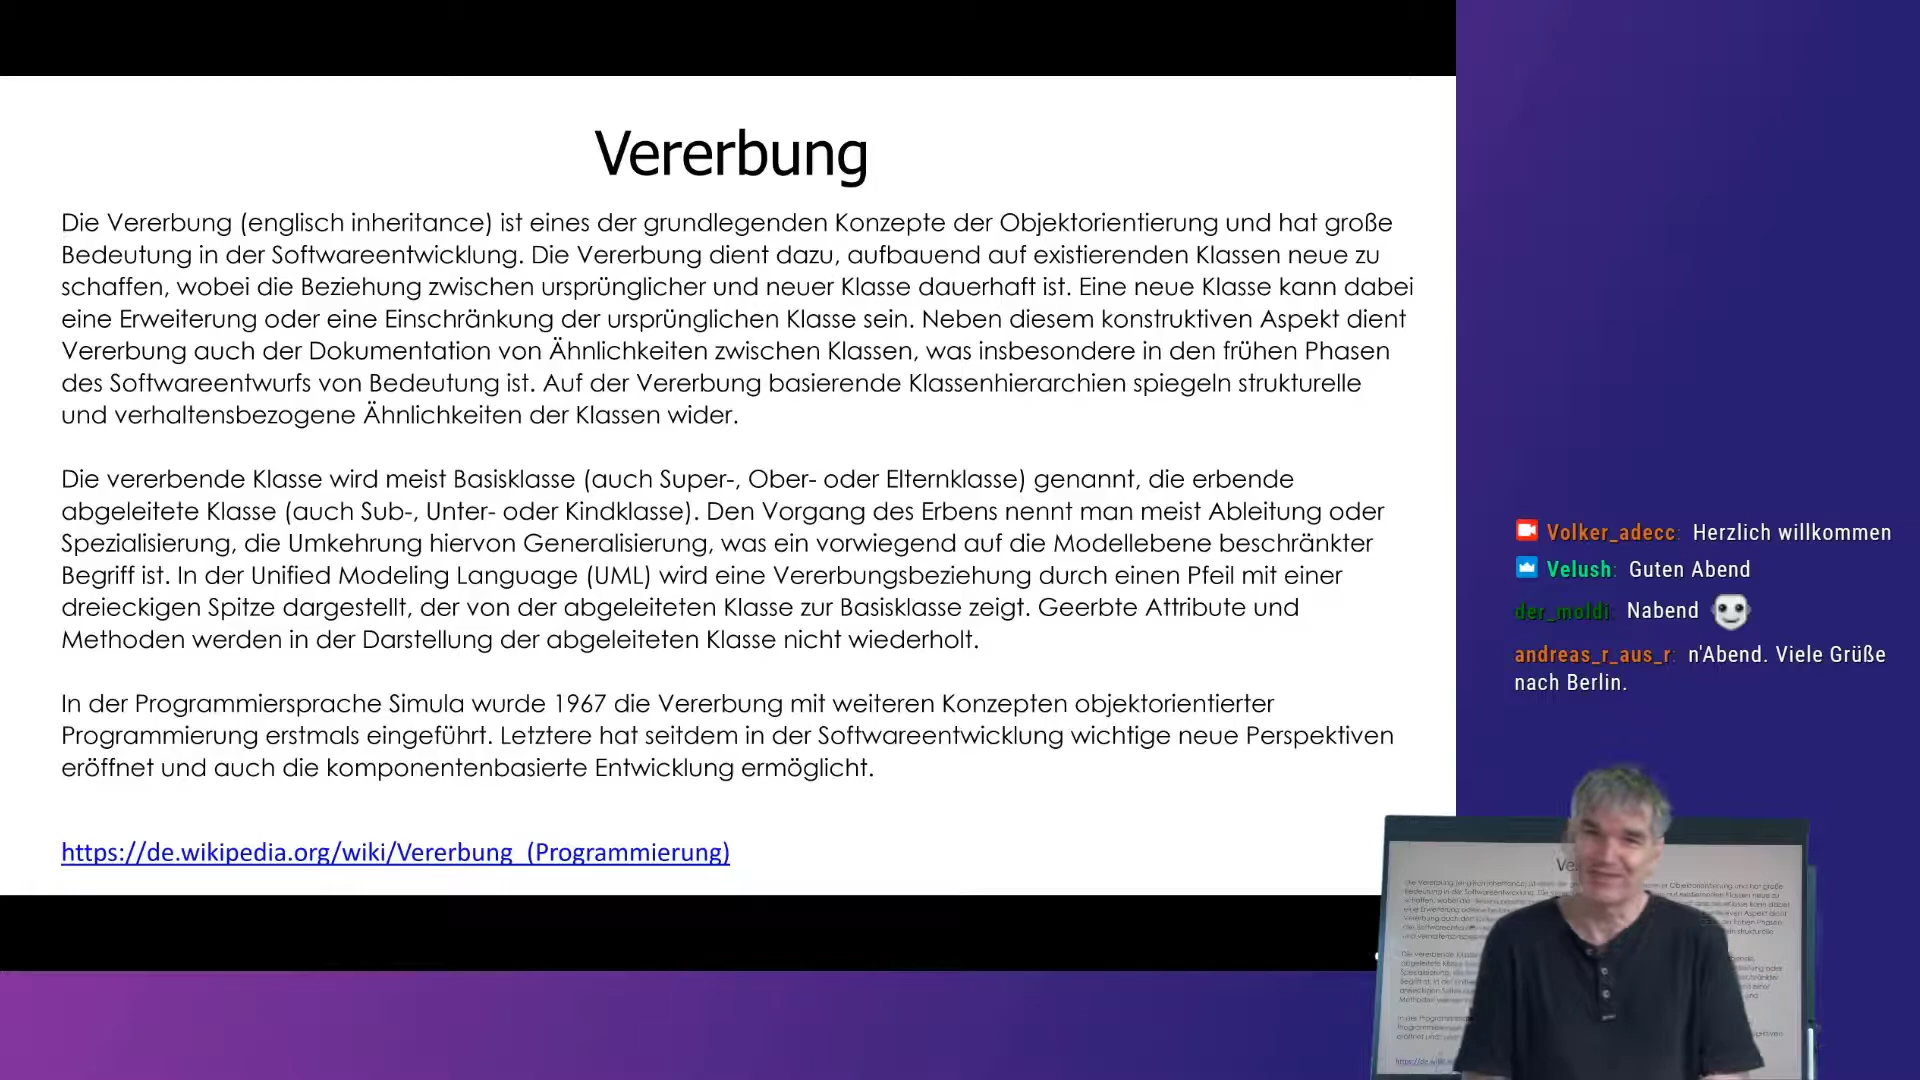 Vererbung
Die Vererbung (englisch inheritance) ist eines der grundlegenden Konzepte der Objektorientierung und hat große
Bedeutung in der Softwareentwicklung. Die Vererbung dient dazu, aufbauend auf existierenden Klassen neue zu
schaffen, wobei die Beziehung zwischen ursprünglicher und neuer Klasse dauerhaft ist. Eine neue Klasse kann dabei
eine Erweiterung oder eine Einschränkung der ursprünglichen Klasse sein. Neben diesem konstruktiven Aspekt dient
Vererbung auch der Dokumentation von Ähnlichkeiten zwischen Klassen, was insbesondere in den frühen Phasen
des Softwareentwurfs von Bedeutung ist. Auf der Vererbung basierende Klassenhierarchien spiegeln strukturelle
und verhaltensbezogene Ähnlichkeiten der Klassen wider.
Die vererbende Klasse wird meist Basisklasse (auch Super-, Ober- oder Elternklasse) genannt, die erbende
abgeleitete Klasse (auch Sub-, Unter- oder Kindklasse). Den Vorgang des Erbens nennt man meist Ableitung oder
Spezialisierung, die Umkehrung hiervon Generalisierung, was ein vorwiegend auf die Modellebene beschränkter
Begriff ist. In der Unified Modeling Language (UML) wird eine Vererbungsbeziehung durch einen Pfeil mit einer
dreieckigen Spitze dargestellt, der von der abgeleiteten Klasse zur Basisklasse zeigt. Geerbte Attribute und
Methoden werden in der Darstellung der abgeleiteten Klasse nicht wiederholt.
In der Programmiersprache Simula wurde 1967 die Vererbung mit weiteren Konzepten objektorientierter
Programmierung erstmals eingeführt. Letztere hat seitdem in der Softwareentwicklung wichtige neue Perspektiven
eröffnet und auch die komponentenbasierte Entwicklung ermöglicht.
https://de.wikipedia.org/wiki/Vererbung_(Programmierung)
Volker_adecc: Herzlich willkommen
Velush: Guten Abend
der_moldi: Nabend
andreas_r_aus_r: n'Abend. Viele Grüße
nach Berlin.